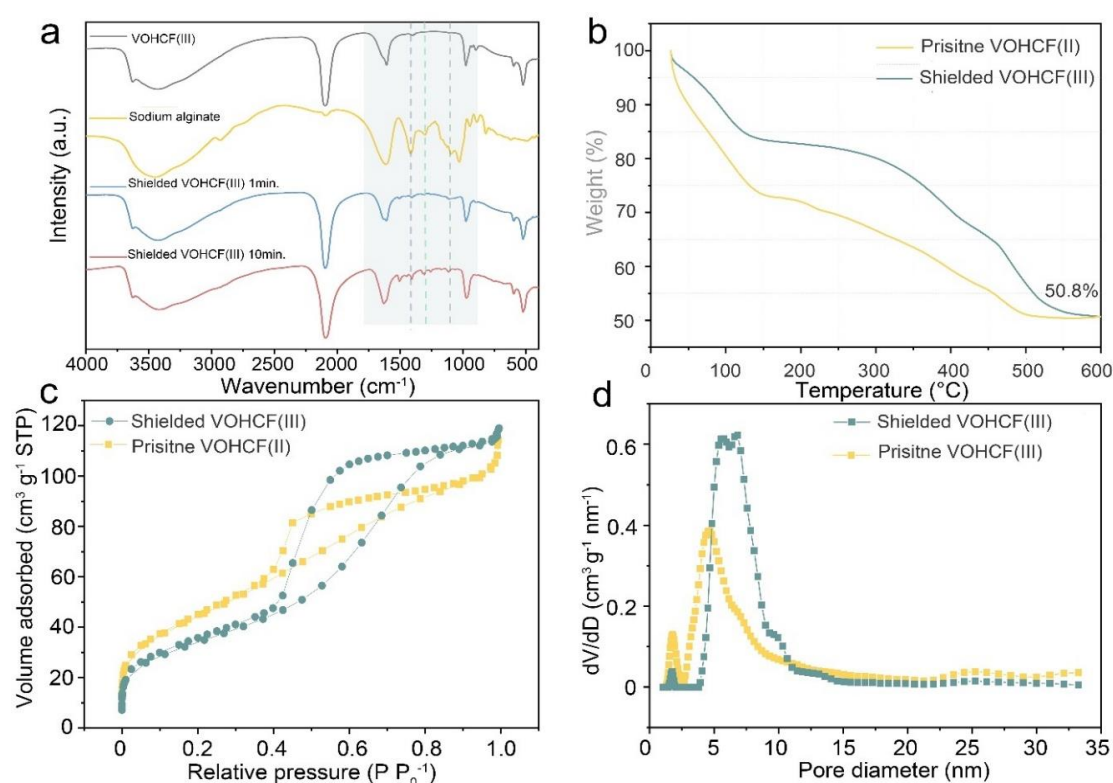 a
VOHCF(III)
Sodium alginate
Shielded VOHCF(III) 1min.
Shielded VOHCF(III) 10min.
Intensity (a.u.)
4000 3500 3000 2500 2000 1500 1000 500
Wavenumber (cm⁻¹)
b
Prisitne VOHCF(II)
Shielded VOHCF(III)
50.8%
Weight (%)
100
90
80
70
60
50
0 100 200 300 400 500 600
Temperature (°C)
c
Shielded VOHCF(III)
Prisitne VOHCF(II)
Volume adsorbed (cm³ g⁻¹ STP)
120
100
80
60
40
20
0
0 0.2 0.4 0.6 0.8 1.0
Relative pressure (P P₀⁻¹)
d
Shielded VOHCF(III)
Prisitne VOHCF(III)
dV/dD (cm³ g⁻¹ nm⁻¹)
0.6
0.4
0.2
0
0 5 10 15 20 25 30 35
Pore diameter (nm)